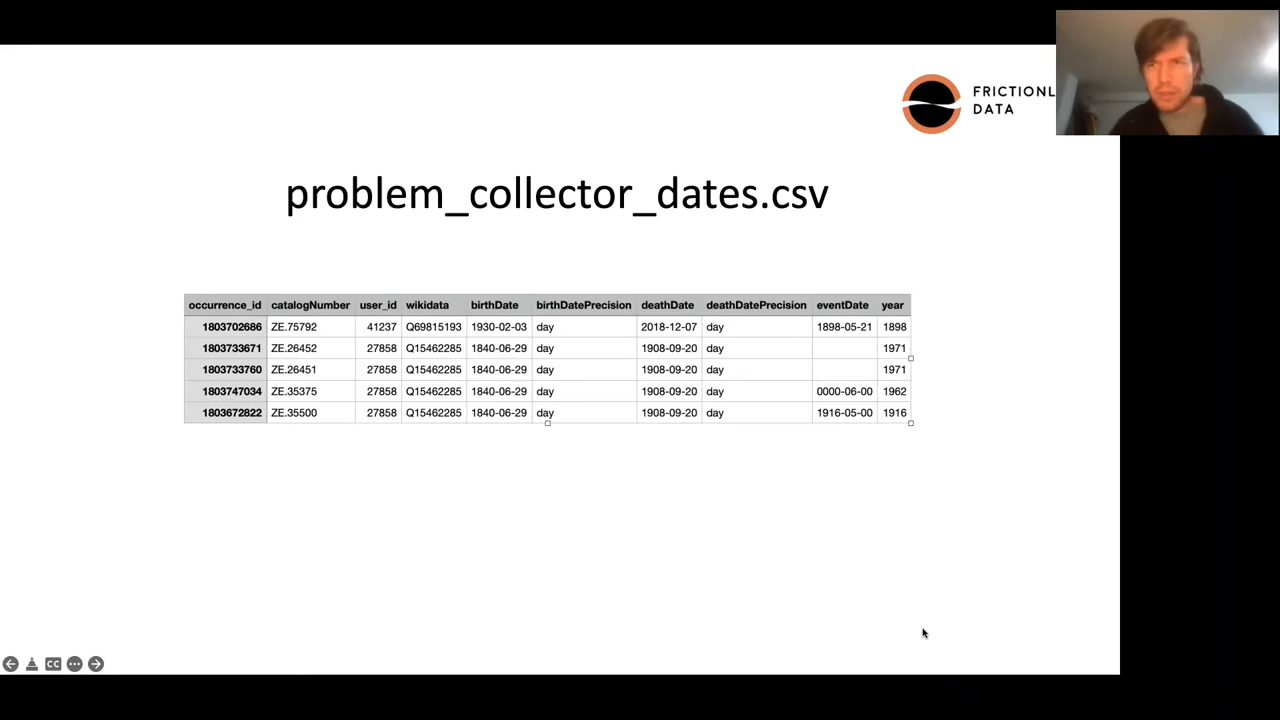 FRICTIONL
DATA
problem_collector_dates.csv
occurrence_id catalogNumber user_id wikidata birthDate birthDatePrecision deathDate deathDatePrecision eventDate year
1803702686 ZE.75792 41237 Q69815193 1930-02-03 day 2018-12-07 day 1898-05-21 1898
1803733671 ZE.26452 27858 Q15462285 1840-06-29 day 1908-09-20 day 1971
1803733760 ZE.26451 27858 Q15462285 1840-06-29 day 1908-09-20 day 1971
1803747034 ZE.35375 27858 Q15462285 1840-06-29 day 1908-09-20 day 0000-06-00 1962
1803672822 ZE.35500 27858 Q15462285 1840-06-29 day 1908-09-20 day 1916-05-00 1916
CC